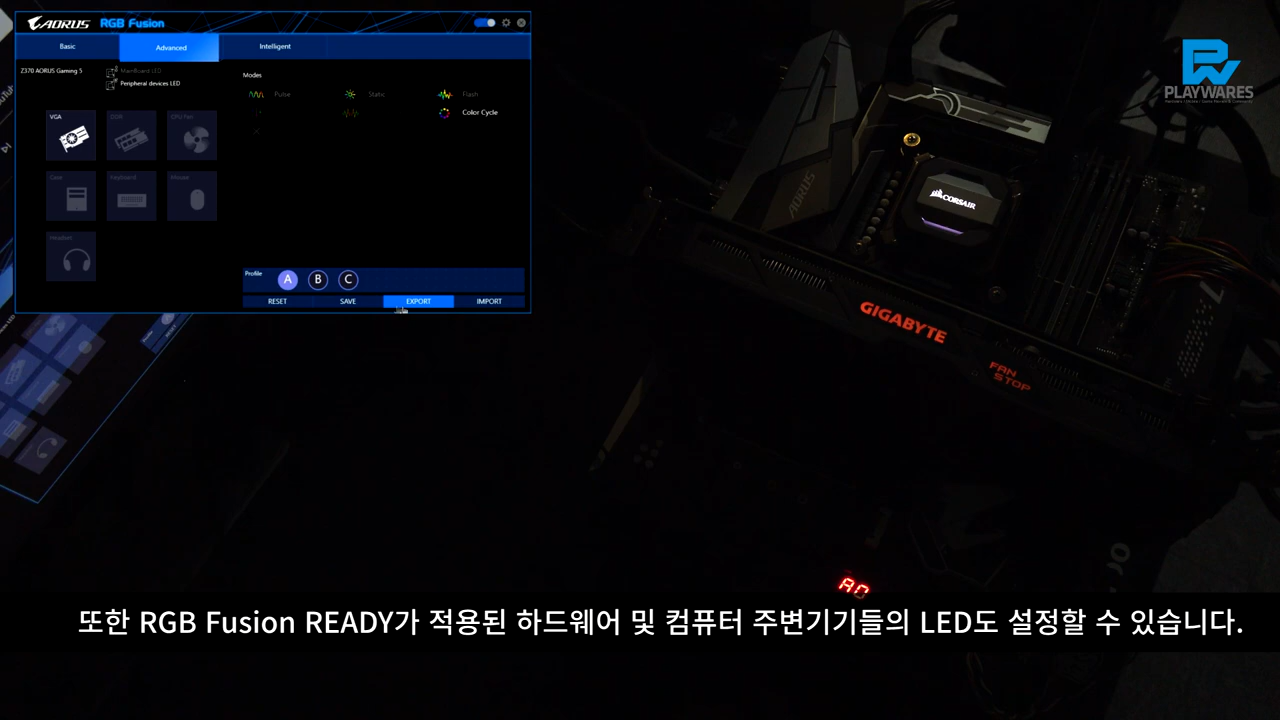 AORUS RGB Fusion
Basic
Advanced
Intelligent
Z370 AORUS Gaming 5
MainBoard LED
Peripheral devices LED
Modes
Pulse
Static
Flash
Color Cycle
VGA
DDR
CPU Fan
Case
Keyboard
Mouse
Headset
Profile
A
B
C
RESET
SAVE
EXPORT
IMPORT
PLAYWARES
AORUS
CORSAIR
GIGABYTE
FAN
STOP
A0
또한 RGB Fusion READY가 적용된 하드웨어 및 컴퓨터 주변기기들의 LED도 설정할 수 있습니다.